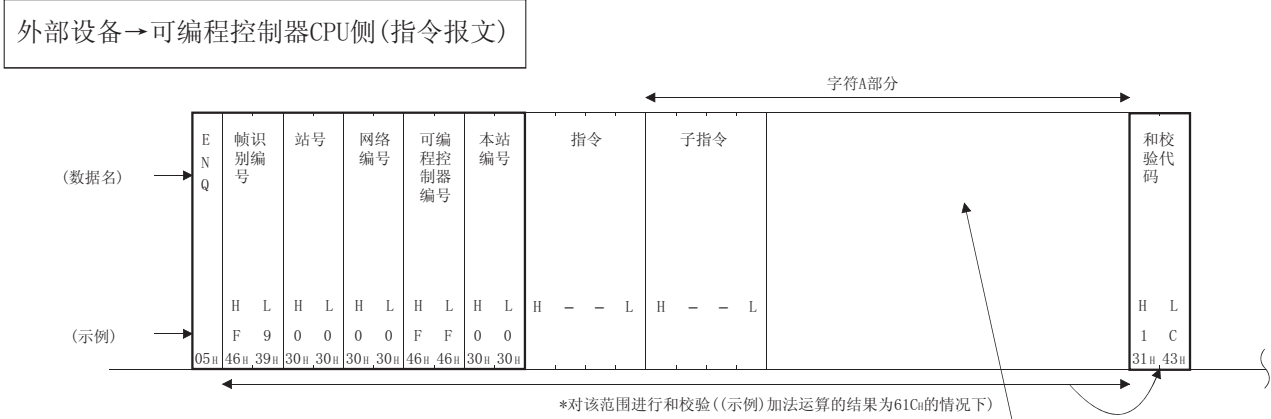 外部设备→可编程控制器CPU侧(指令报文)
字符A部分
(数据名)
ENQ
帧识别编号
站号
网络编号
可编程控制器编号
本站编号
指令
子指令
和校验代码
H L H L H L H L H L H － － L H － － L H L
(示例)
F 9 0 0 0 0 F F 0 0 1 C
05H 46H 39H 30H 30H 30H 30H 46H 46H 30H 30H 31H 43H
*对该范围进行和校验((示例)加法运算的结果为61CH的情况下)